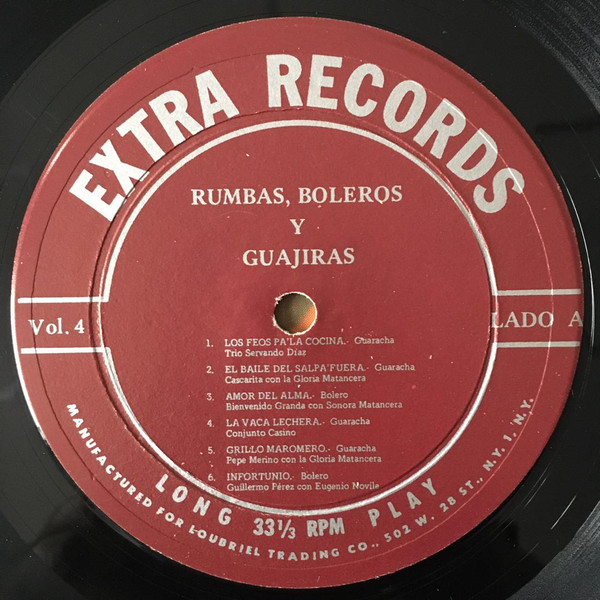 EXTRA RECORDS
RUMBAS, BOLEROS
Y
GUAJIRAS
Vol. 4
LADO A
1. LOS FEOS PA'LA COCINA.- Guaracha
Trio Servando Díaz
2. EL BAILE DEL SALPA'FUERA.- Guaracha
Cascarita con la Gloria Matancera
3. AMOR DEL ALMA.- Bolero
Bienvenido Granda con Sonora Matancera
4. LA VACA LECHERA.- Guaracha
Conjunto Casino
5. GRILLO MAROMERO.- Guaracha
Pepe Merino con la Gloria Matancera
6. INFORTUNIO.- Bolero
Guillermo Pérez con Eugenio Novile
LONG 33⅓ RPM PLAY
MANUFACTURED FOR LOUBRIEL TRADING CO., 502 W. 28 ST., N.Y. 1, N.Y.